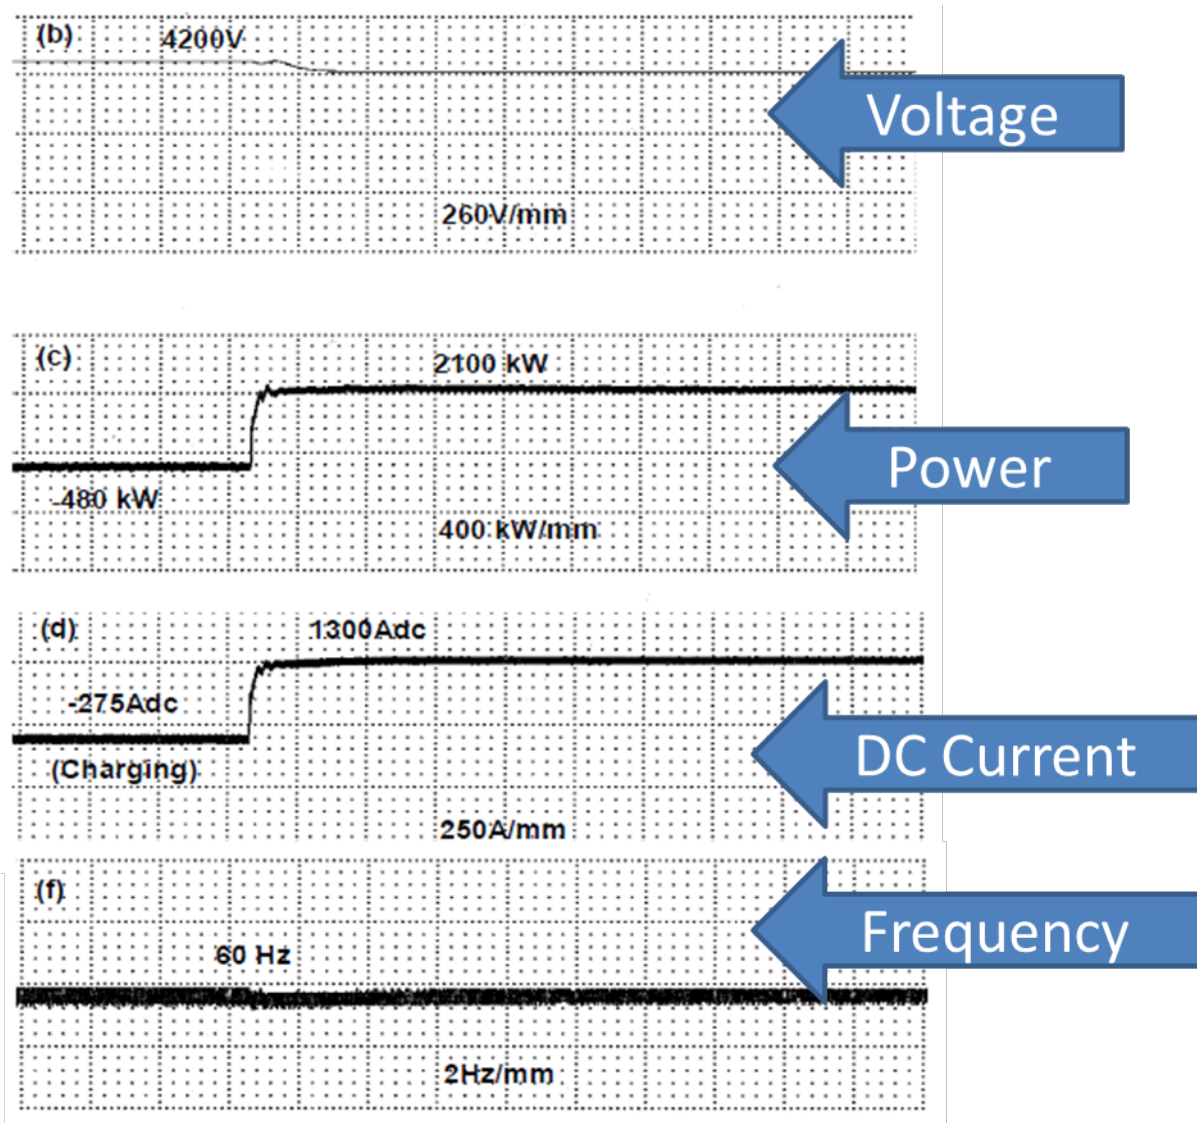 (b)
4200V
Voltage
260V/mm
(c)
2100 kW
Power
-480 kW
400 kW/mm
(d)
1300Adc
-275Adc
DC Current
(Charging)
250A/mm
(f)
Frequency
60 Hz
2Hz/mm